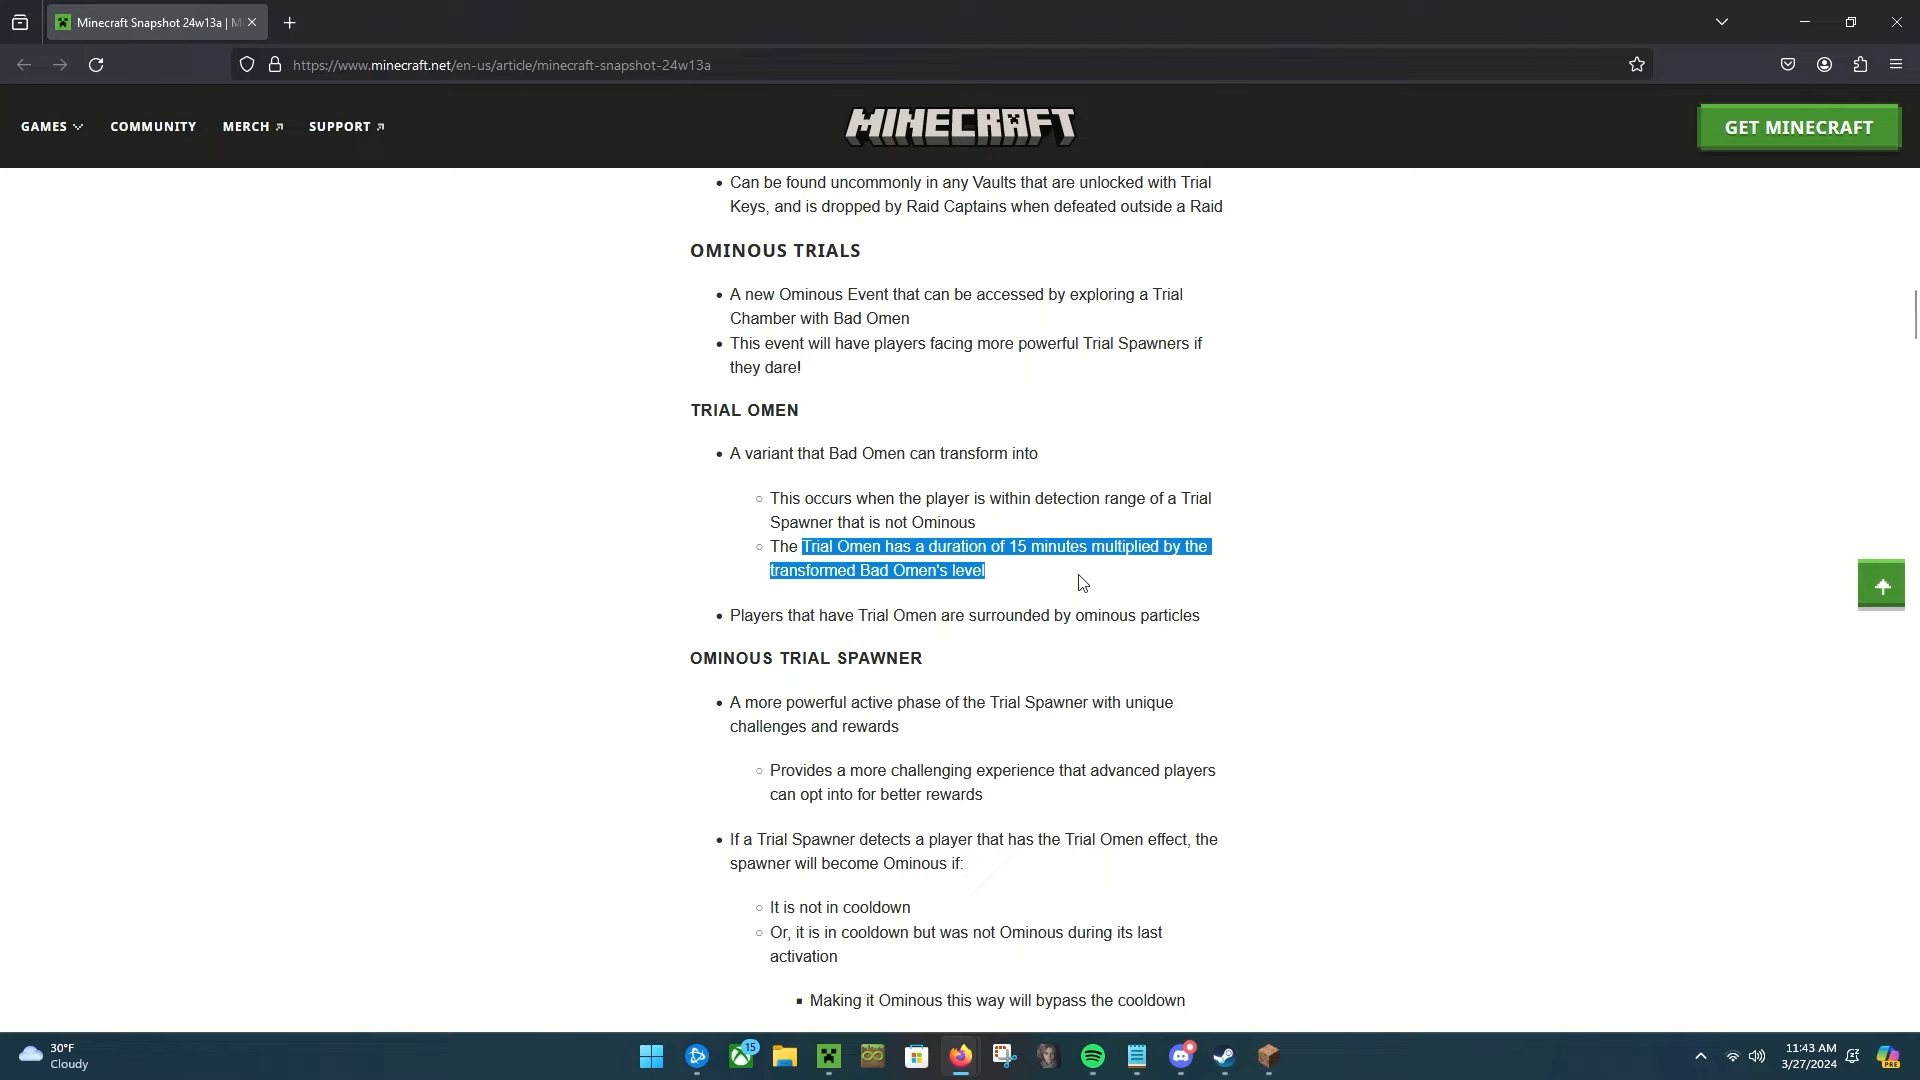 Minecraft Snapshot 24w13a | M
https://www.minecraft.net/en-us/article/minecraft-snapshot-24w13a
GAMES
COMMUNITY
MERCH
SUPPORT
MINECRAFT
GET MINECRAFT
• Can be found uncommonly in any Vaults that are unlocked with Trial
Keys, and is dropped by Raid Captains when defeated outside a Raid
OMINOUS TRIALS
• A new Ominous Event that can be accessed by exploring a Trial
Chamber with Bad Omen
• This event will have players facing more powerful Trial Spawners if
they dare!
TRIAL OMEN
• A variant that Bad Omen can transform into
○ This occurs when the player is within detection range of a Trial
Spawner that is not Ominous
○ The Trial Omen has a duration of 15 minutes multiplied by the
transformed Bad Omen's level
• Players that have Trial Omen are surrounded by ominous particles
OMINOUS TRIAL SPAWNER
• A more powerful active phase of the Trial Spawner with unique
challenges and rewards
○ Provides a more challenging experience that advanced players
can opt into for better rewards
• If a Trial Spawner detects a player that has the Trial Omen effect, the
spawner will become Ominous if:
○ It is not in cooldown
○ Or, it is in cooldown but was not Ominous during its last
activation
▪ Making it Ominous this way will bypass the cooldown
30°F
Cloudy
15
11:43 AM
3/27/2024
PRE